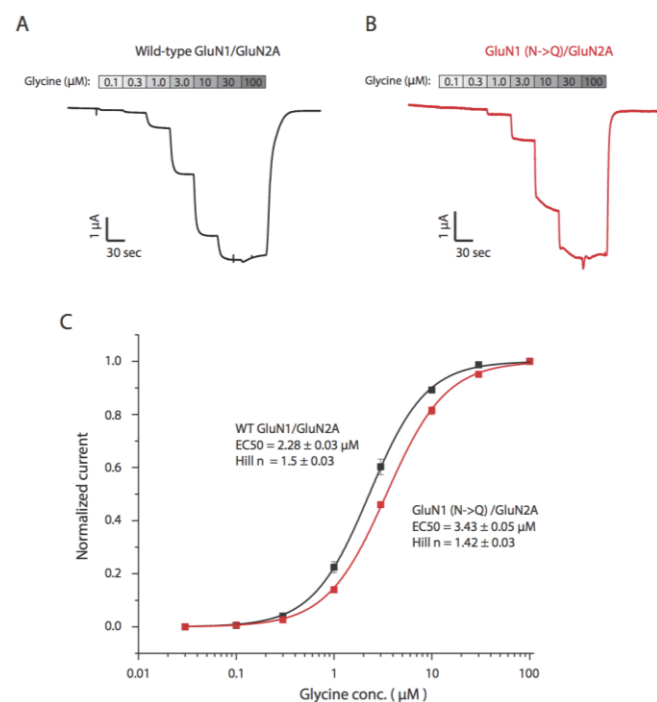 A
Wild-type GluN1/GluN2A
Glycine (μM): 0.1 0.3 1.0 3.0 10 30 100
1 μA
30 sec
B
GluN1 (N->Q)/GluN2A
Glycine (μM): 0.1 0.3 1.0 3.0 10 30 100
1 μA
30 sec
C
Normalized current
1.0
0.8
0.6
0.4
0.2
0.0
WT GluN1/GluN2A
EC50 = 2.28 ± 0.03 μM
Hill n = 1.5 ± 0.03
GluN1 (N->Q) /GluN2A
EC50 = 3.43 ± 0.05 μM
Hill n = 1.42 ± 0.03
0.01 0.1 1 10 100
Glycine conc. ( μM )